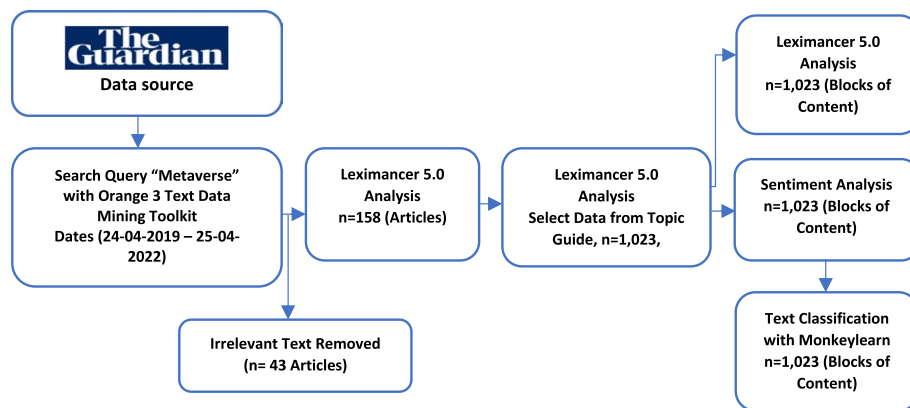 The
Guardian
Data source
Search Query “Metaverse”
with Orange 3 Text Data
Mining Toolkit
Dates (24-04-2019 – 25-04-
2022)
Irrelevant Text Removed
(n= 43 Articles)
Leximancer 5.0
Analysis
n=158 (Articles)
Leximancer 5.0
Analysis
Select Data from Topic
Guide, n=1,023,
Leximancer 5.0
Analysis
n=1,023 (Blocks of
Content)
Sentiment Analysis
n=1,023 (Blocks of
Content)
Text Classification
with Monkeylearn
n=1,023 (Blocks of
Content)